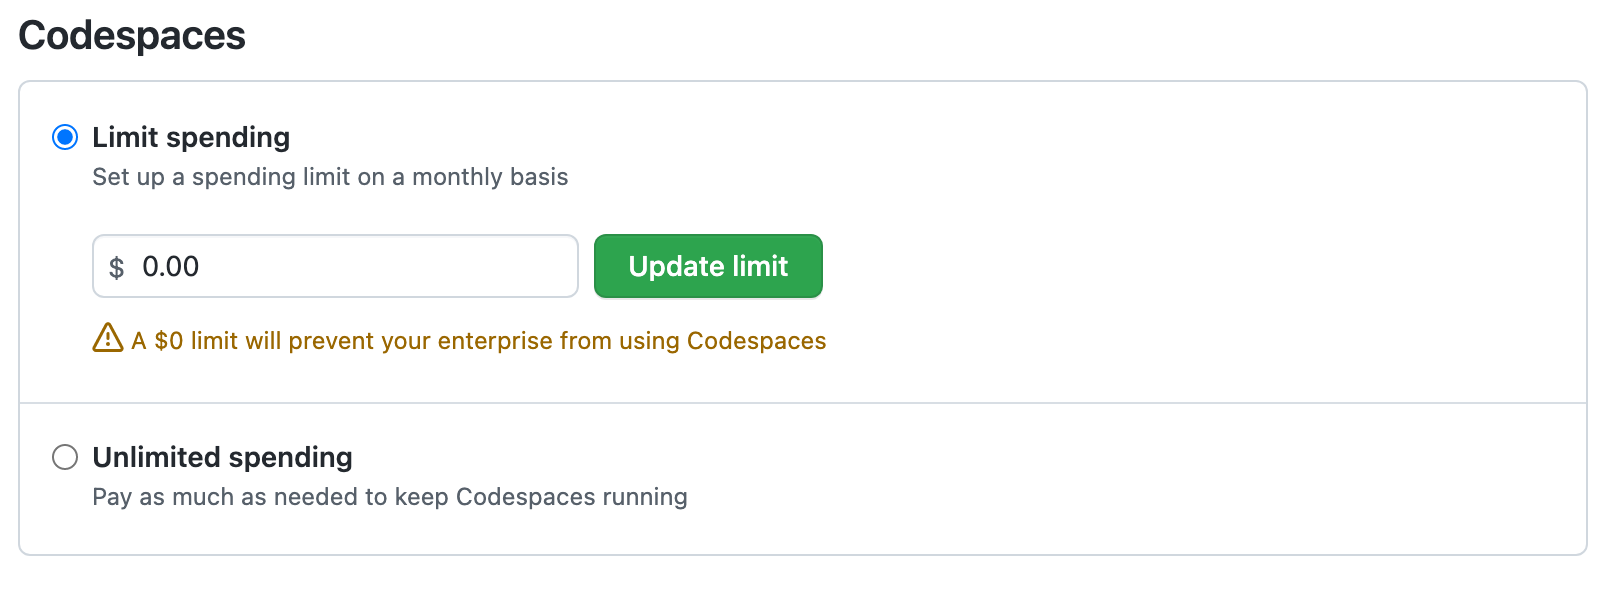 Codespaces
Limit spending
Set up a spending limit on a monthly basis
$ 0.00
Update limit
A $0 limit will prevent your enterprise from using Codespaces
Unlimited spending
Pay as much as needed to keep Codespaces running